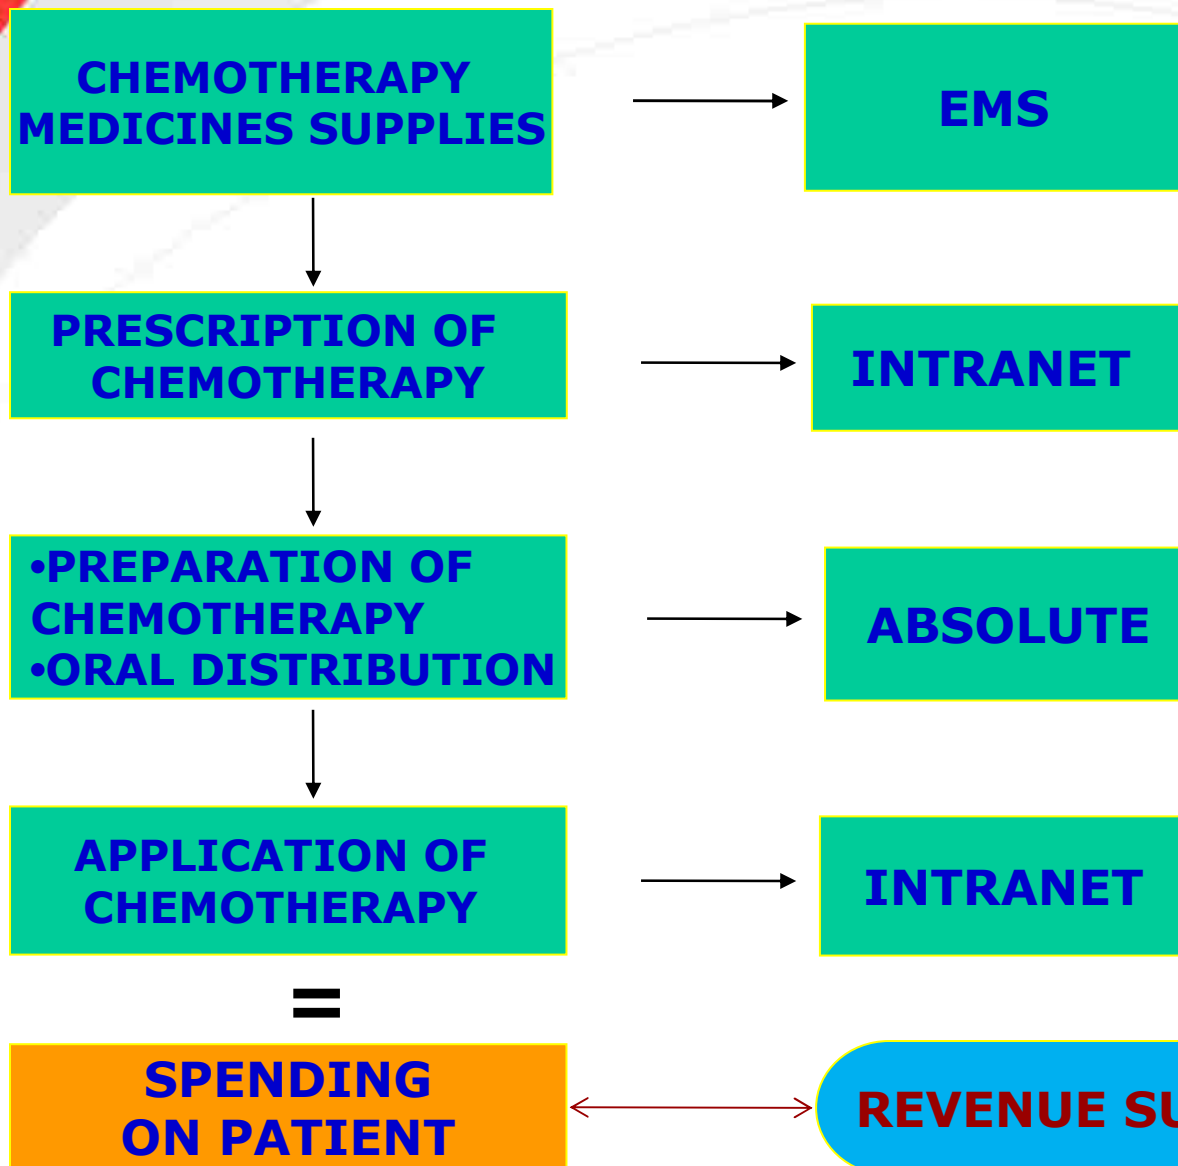 CHEMOTHERAPY
MEDICINES SUPPLIES
EMS
PRESCRIPTION OF
CHEMOTHERAPY
INTRANET
•PREPARATION OF
CHEMOTHERAPY
•ORAL DISTRIBUTION
ABSOLUTE
APPLICATION OF
CHEMOTHERAPY
INTRANET
=
SPENDING
ON PATIENT
REVENUE